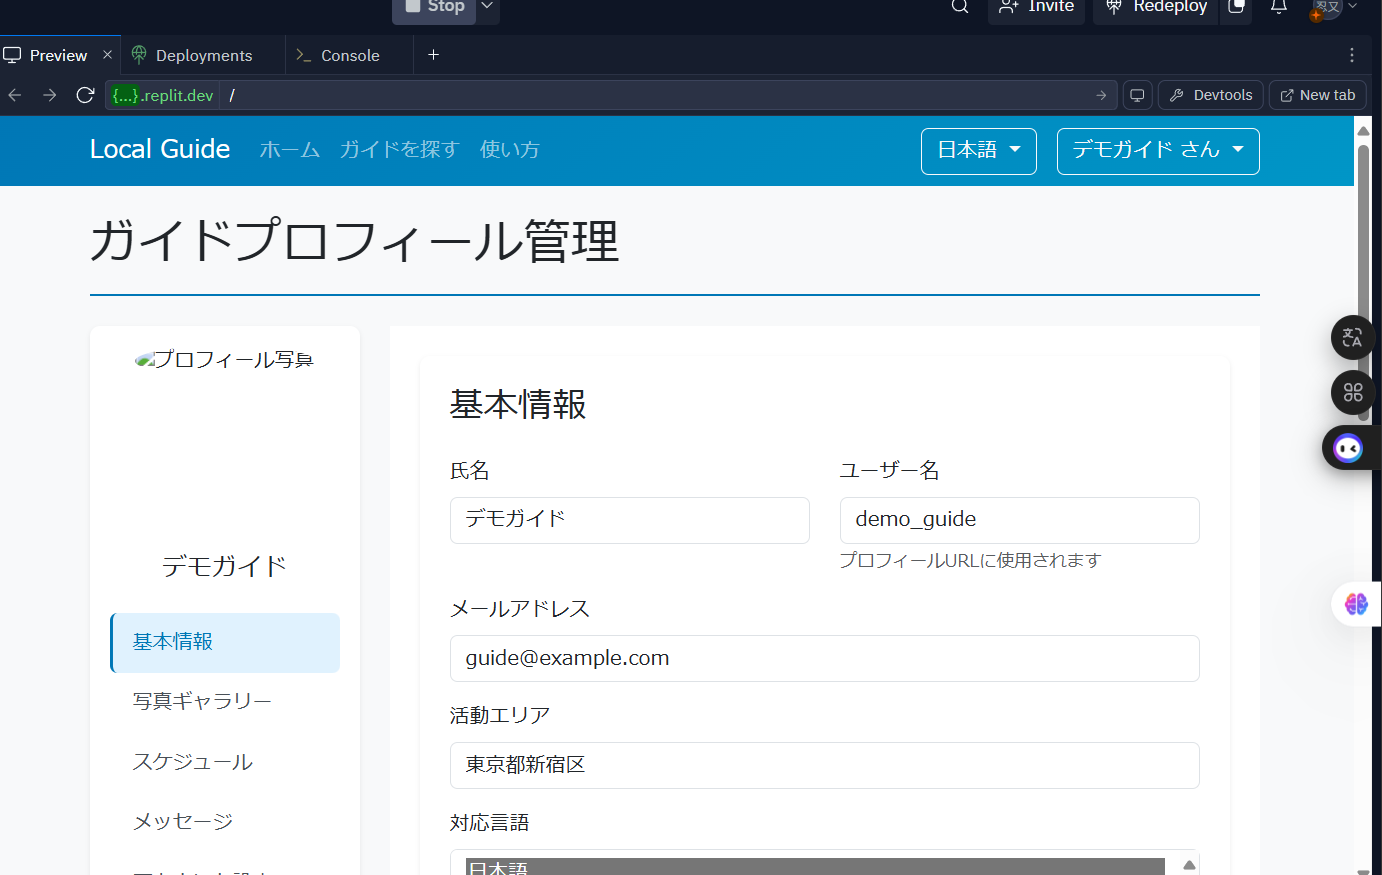 Stop
Invite
Redeploy
Preview
Deployments
Console
{...}.replit.dev /
Devtools
New tab
Local Guide
ホーム
ガイドを探す
使い方
日本語
デモガイド さん
ガイドプロフィール管理
プロフィール写真
デモガイド
基本情報
写真ギャラリー
スケジュール
メッセージ
基本情報
氏名
ユーザー名
デモガイド
demo_guide
プロフィールURLに使用されます
メールアドレス
guide@example.com
活動エリア
東京都新宿区
対応言語
日本語